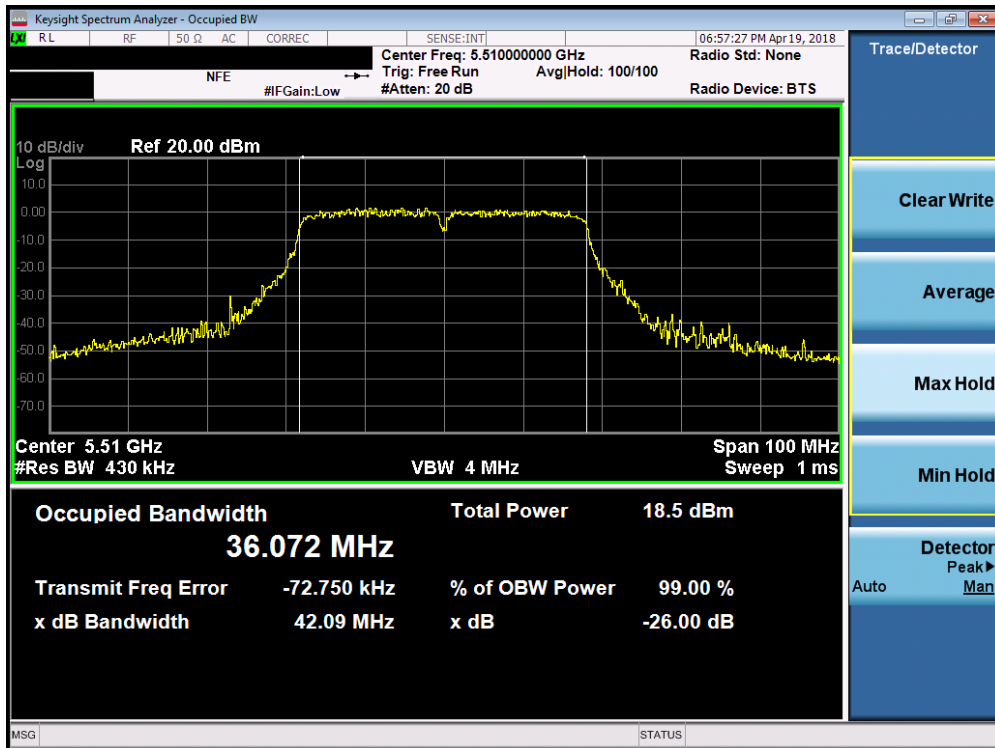 Keysight Spectrum Analyzer - Occupied BW
LXI RL RF 50 Ω AC CORREC SENSE:INT 06:57:27 PM Apr 19, 2018
Center Freq: 5.510000000 GHz Radio Std: None
NFE Trig: Free Run Avg|Hold: 100/100
#IFGain:Low #Atten: 20 dB Radio Device: BTS
10 dB/div Ref 20.00 dBm
Log
10.0
0.00
-10.0
-20.0
-30.0
-40.0
-50.0
-60.0
-70.0
Center 5.51 GHz Span 100 MHz
#Res BW 430 kHz VBW 4 MHz Sweep 1 ms
Occupied Bandwidth Total Power 18.5 dBm
36.072 MHz
Transmit Freq Error -72.750 kHz % of OBW Power 99.00 %
x dB Bandwidth 42.09 MHz x dB -26.00 dB
MSG STATUS
Trace/Detector
Clear Write
Average
Max Hold
Min Hold
Detector
Peak▶
Auto Man